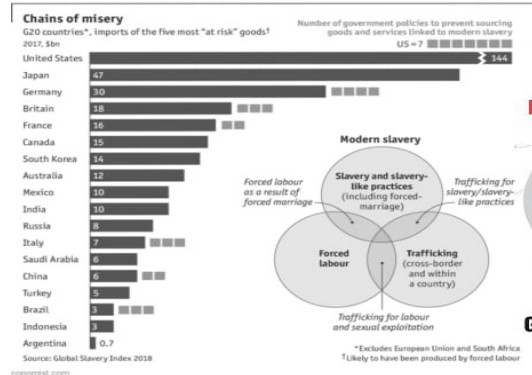 Chains of misery
G20 countries*, imports of the five most "at risk" goods†
2017, $bn
Number of government policies to prevent sourcing
goods and services linked to modern slavery
US=7
United States 144
Japan 47
Germany 30
Britain 18
France 16
Canada 15
South Korea 14
Australia 12
Mexico 10
India 10
Russia 8
Italy 7
Saudi Arabia 6
China 6
Turkey 5
Brazil 3
Indonesia 3
Argentina 0,7
Modern slavery
Slavery and slavery-
like practices
(including forced-
marriage)
Forced labour
as a result of
forced marriage
Trafficking for
slavery/slavery-
like practices
Forced
labour
Trafficking
(cross-border
and within
a country)
Trafficking for labour
and sexual exploitation
Source: Global Slavery Index 2018
*Excludes European Union and South Africa
†Likely to have been produced by forced labour
conomist.com
G